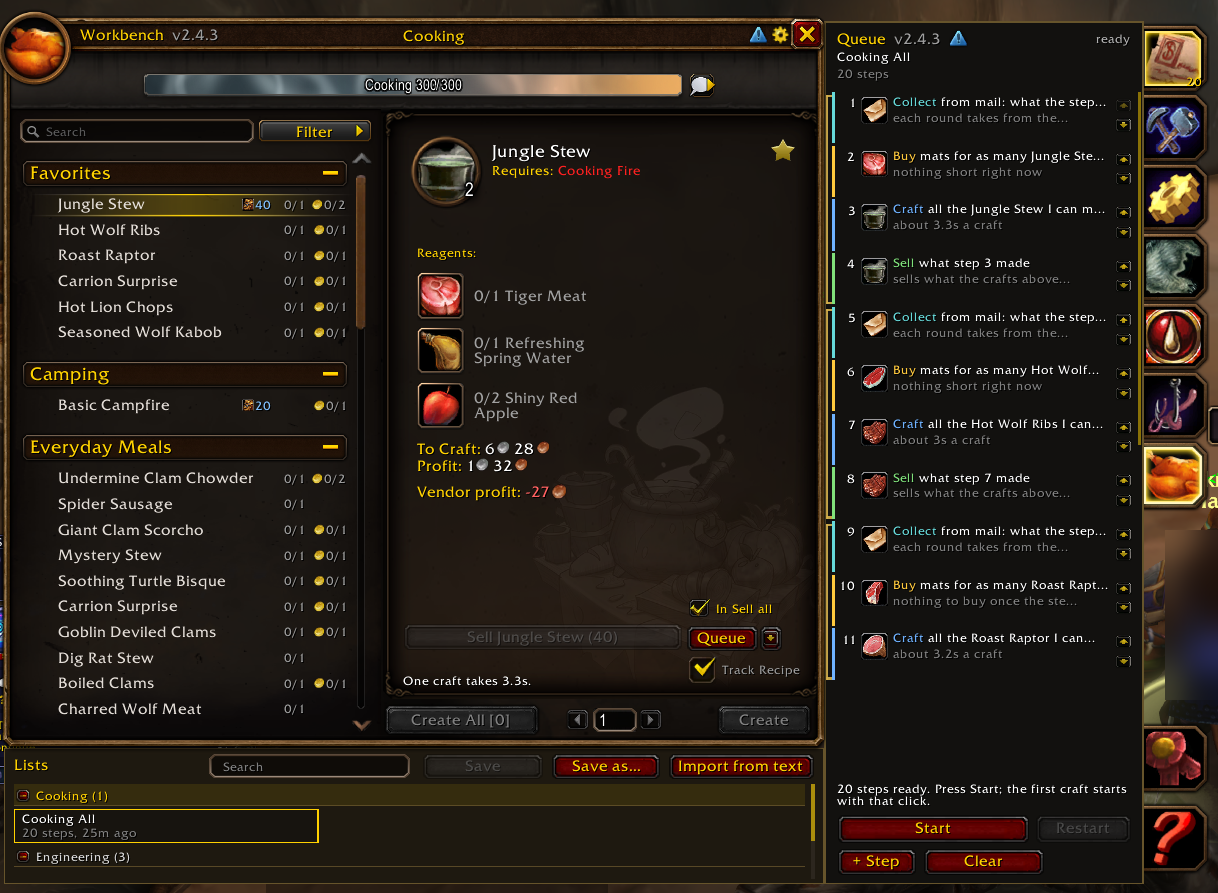 Workbench v2.4.3
Cooking
Cooking 300/300
Search
Filter
Favorites
Jungle Stew 40 0/1 0/2
Hot Wolf Ribs 0/1 0/1
Roast Raptor 0/1 0/1
Carrion Surprise 0/1 0/1
Hot Lion Chops 0/1 0/1
Seasoned Wolf Kabob 0/1 0/1
Camping
Basic Campfire 20 0/1
Everyday Meals
Undermine Clam Chowder 0/1 0/2
Spider Sausage 0/1
Giant Clam Scorcho 0/1 0/1
Mystery Stew 0/1 0/1
Soothing Turtle Bisque 0/1 0/1
Carrion Surprise 0/1 0/1
Goblin Deviled Clams 0/1 0/1
Dig Rat Stew 0/1
Boiled Clams 0/1 0/1
Charred Wolf Meat 0/1
2
Jungle Stew
Requires: Cooking Fire
Reagents:
0/1 Tiger Meat
0/1 Refreshing
Spring Water
0/2 Shiny Red
Apple
To Craft: 6 28
Profit: 1 32
Vendor profit: -27
In Sell all
Sell Jungle Stew (40)
Queue
Track Recipe
One craft takes 3.3s.
Create All [0]
1
Create
Lists
Search
Save
Save as...
Import from text
Cooking (1)
Cooking All
20 steps, 25m ago
Engineering (3)
Queue v2.4.3
ready
Cooking All
20 steps
1 Collect from mail: what the step...
each round takes from the...
2 Buy mats for as many Jungle Ste...
nothing short right now
3 Craft all the Jungle Stew I can m...
about 3.3s a craft
4 Sell what step 3 made
sells what the crafts above...
5 Collect from mail: what the step...
each round takes from the...
6 Buy mats for as many Hot Wolf...
nothing short right now
7 Craft all the Hot Wolf Ribs I can...
about 3s a craft
8 Sell what step 7 made
sells what the crafts above...
9 Collect from mail: what the step...
each round takes from the...
10 Buy mats for as many Roast Rapt...
nothing to buy once the ste...
11 Craft all the Roast Raptor I can...
about 3.2s a craft
20 steps ready. Press Start; the first craft starts
with that click.
Start
Restart
+ Step
Clear
20